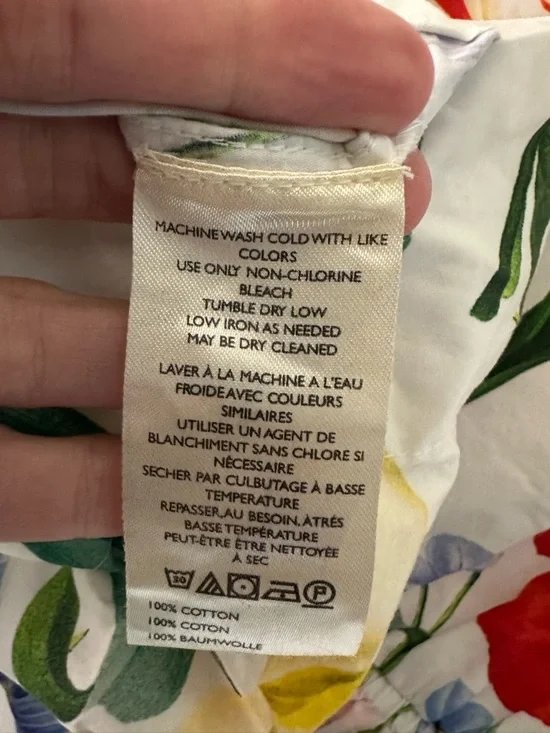 MACHINE WASH COLD WITH LIKE
COLORS
USE ONLY NON-CHLORINE
BLEACH
TUMBLE DRY LOW
LOW IRON AS NEEDED
MAY BE DRY CLEANED
LAVER À LA MACHINE A L'EAU
FROIDE AVEC COULEURS
SIMILAIRES
UTILISER UN AGENT DE
BLANCHIMENT SANS CHLORE SI
NÉCESSAIRE
SECHER PAR CULBUTAGE À BASSE
TEMPERATURE
REPASSER, AU BESOIN, ÀTRÉS
BASSE TEMPÉRATURE
PEUT-ÊTRE ÊTRE NETTOYÉE
À SEC
30 P
100% COTTON
100% COTON
100% BAUMWOLLE